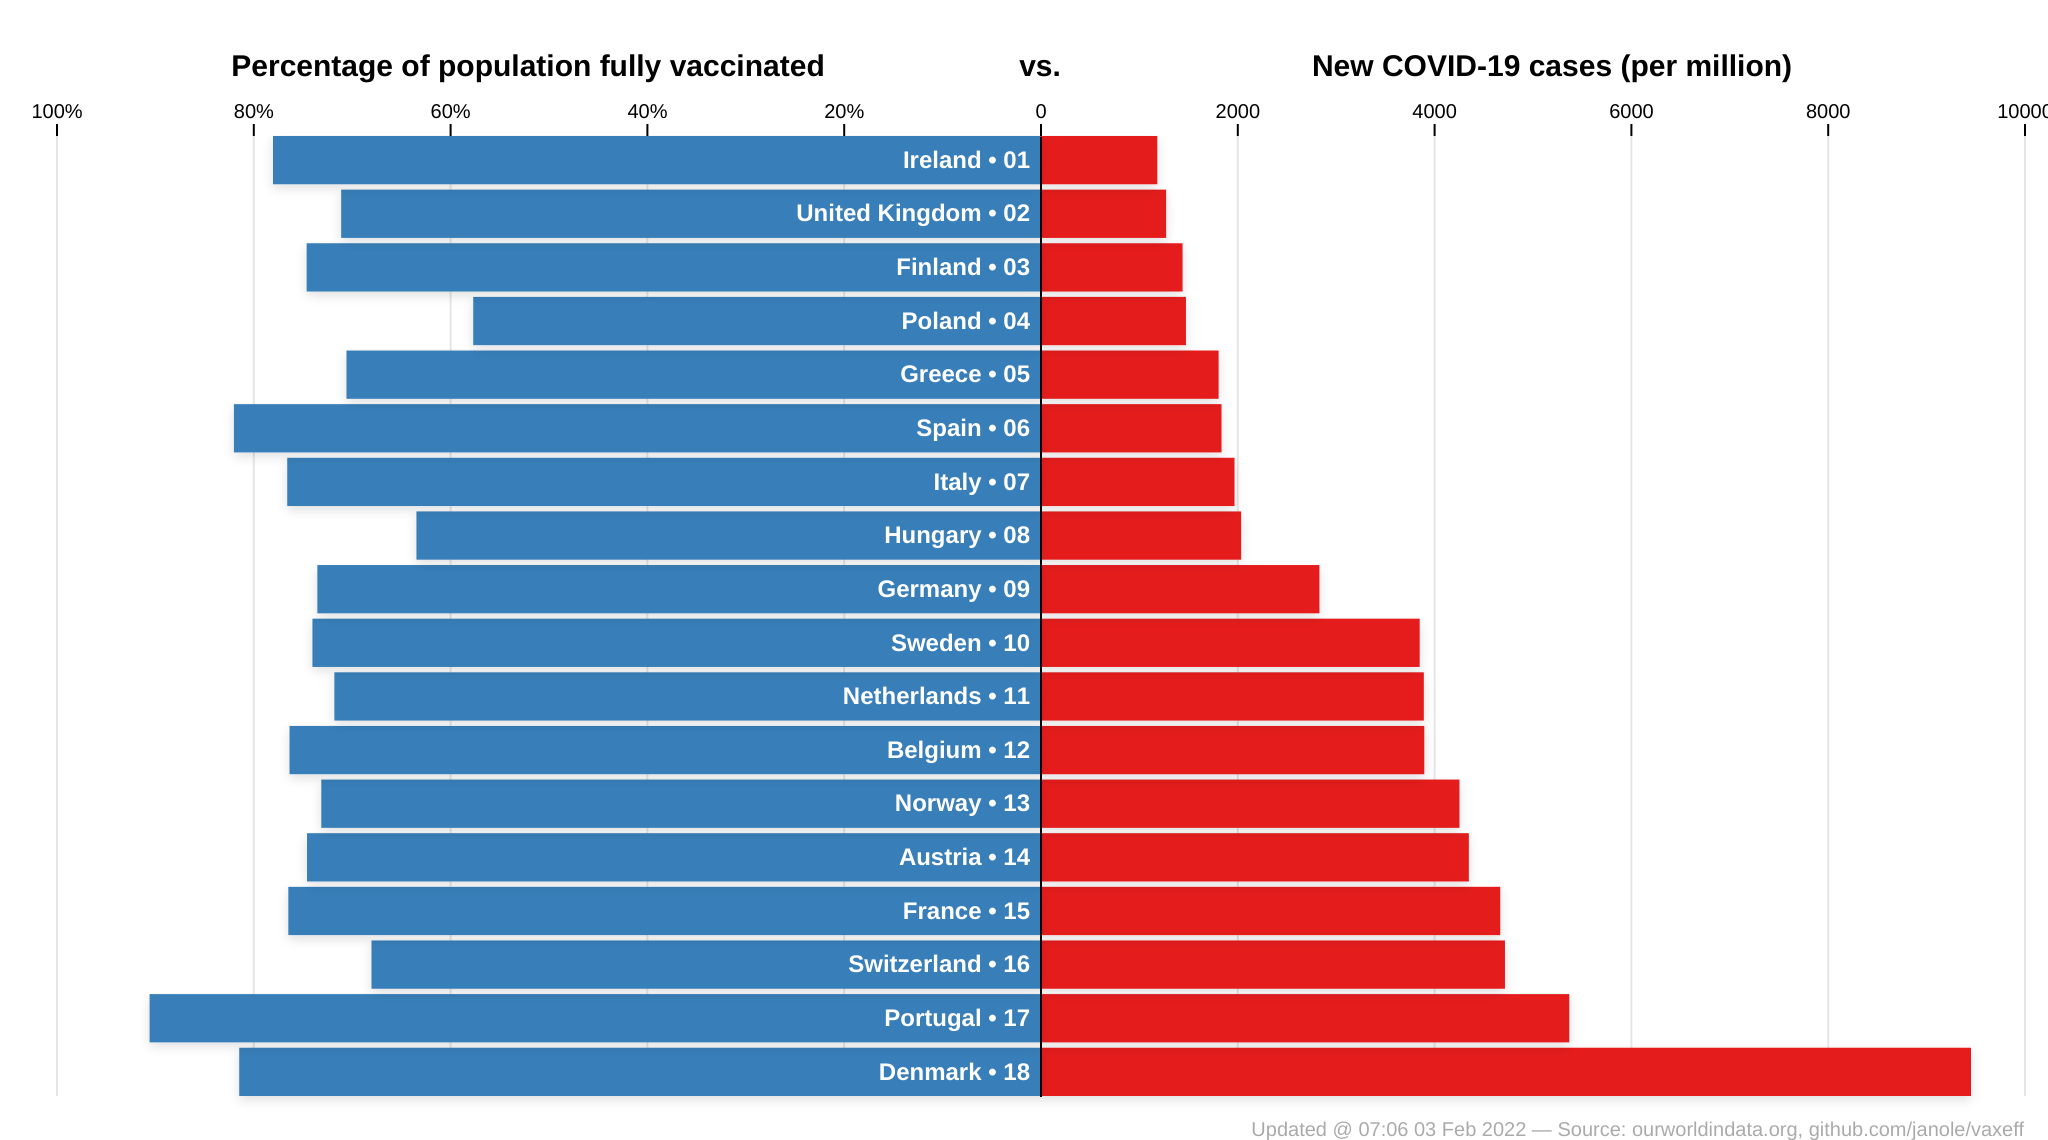 Percentage of population fully vaccinated vs. New COVID-19 cases (per million)
100% 80% 60% 40% 20% 0 2000 4000 6000 8000 10000
Ireland • 01
United Kingdom • 02
Finland • 03
Poland • 04
Greece • 05
Spain • 06
Italy • 07
Hungary • 08
Germany • 09
Sweden • 10
Netherlands • 11
Belgium • 12
Norway • 13
Austria • 14
France • 15
Switzerland • 16
Portugal • 17
Denmark • 18
Updated @ 07:06 03 Feb 2022 — Source: ourworldindata.org, github.com/janole/vaxeff